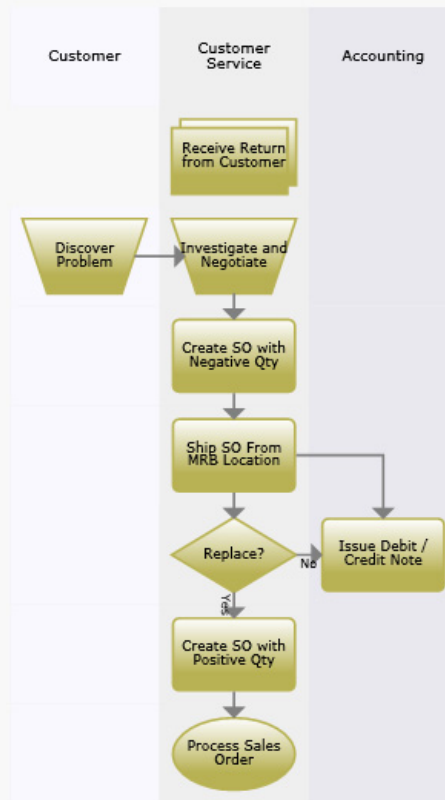 Customer
Customer
Service
Accounting
Receive Return
from Customer
Discover
Problem
Investigate and
Negotiate
Create SO with
Negative Qty
Ship SO From
MRB Location
Replace?
No
Issue Debit /
Credit Note
Yes
Create SO with
Positive Qty
Process Sales
Order